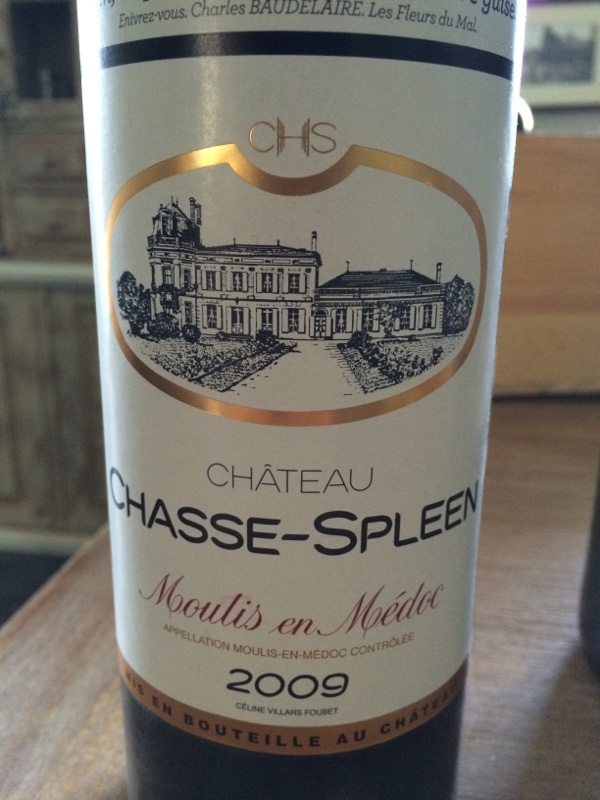 Enivrez-vous. Charles BAUDELAIRE. Les Fleurs du Mal.
CHS
CHÂTEAU
CHASSE-SPLEEN
Moulis en Médoc
APPELLATION MOULIS-EN-MÉDOC CONTRÔLÉE
2009
CÉLINE VILLARS FOUBET
MIS EN BOUTEILLE AU CHÂTEAU